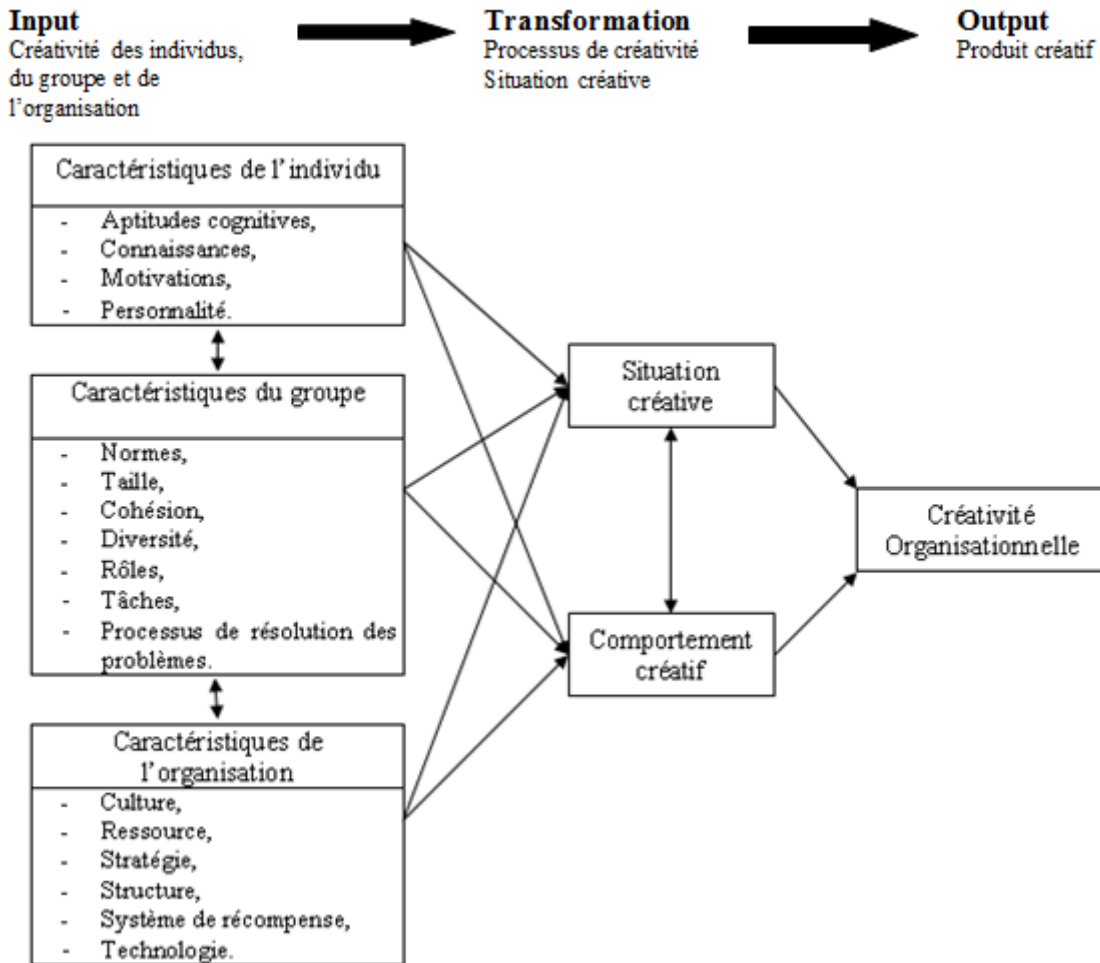 Input
Créativité des individus,
du groupe et de
l'organisation
Transformation
Processus de créativité
Situation créative
Output
Produit créatif
Caractéristiques de l'individu
- Aptitudes cognitives,
- Connaissances,
- Motivations,
- Personnalité.
Caractéristiques du groupe
- Normes,
- Taille,
- Cohésion,
- Diversité,
- Rôles,
- Tâches,
- Processus de résolution des
problèmes.
Caractéristiques de
l'organisation
- Culture,
- Ressource,
- Stratégie,
- Structure,
- Système de récompense,
- Technologie.
Situation
créative
Comportement
créatif
Créativité
Organisationnelle